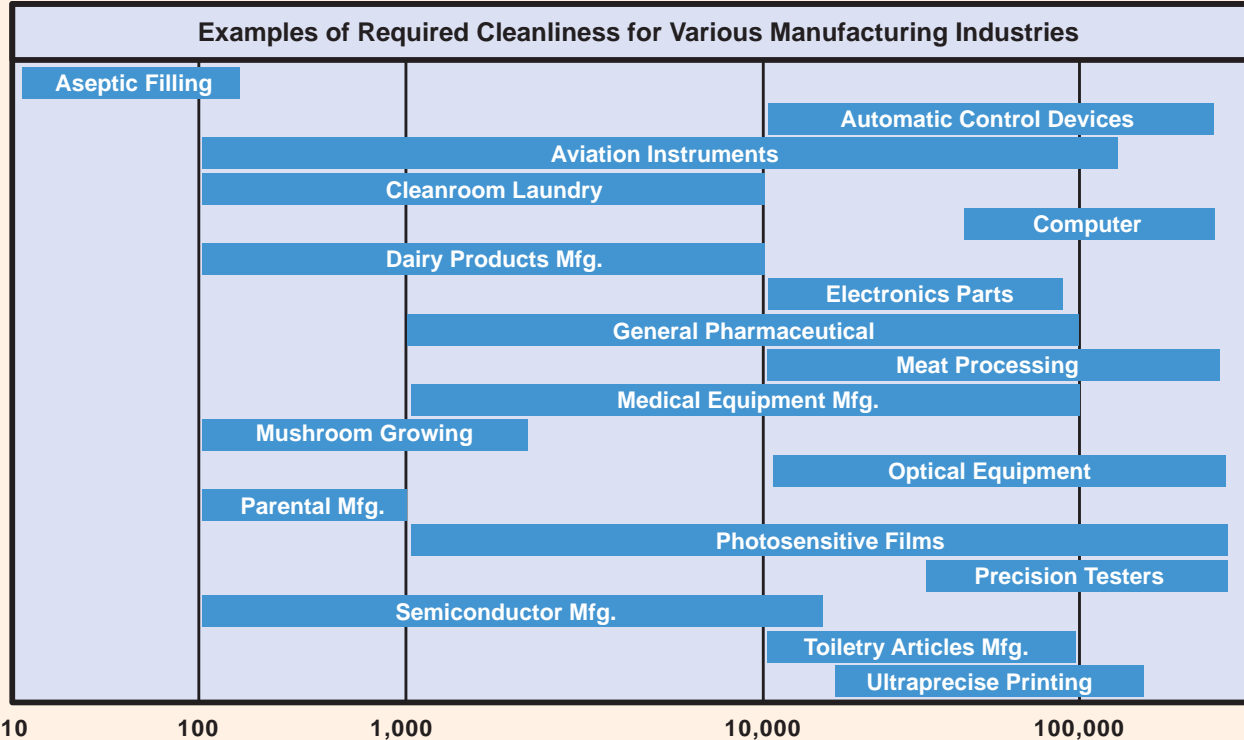 Examples of Required Cleanliness for Various Manufacturing Industries
Aseptic Filling
Automatic Control Devices
Aviation Instruments
Cleanroom Laundry
Computer
Dairy Products Mfg.
Electronics Parts
General Pharmaceutical
Meat Processing
Medical Equipment Mfg.
Mushroom Growing
Optical Equipment
Parental Mfg.
Photosensitive Films
Precision Testers
Semiconductor Mfg.
Toiletry Articles Mfg.
Ultraprecise Printing
10 100 1,000 10,000 100,000